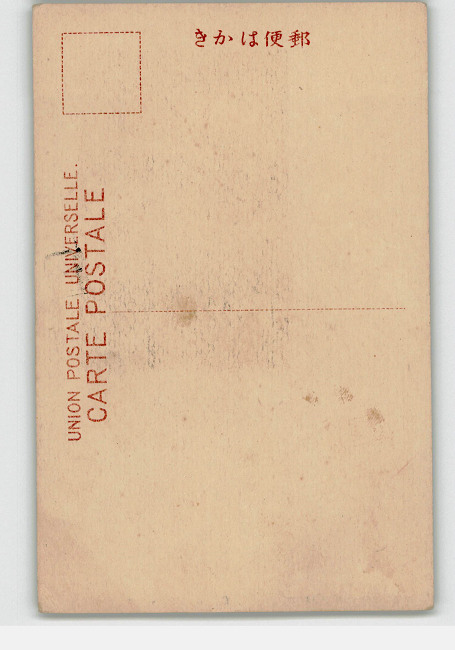 郵便はかき
UNION POSTALE UNIVERSELLE.
CARTE POSTALE